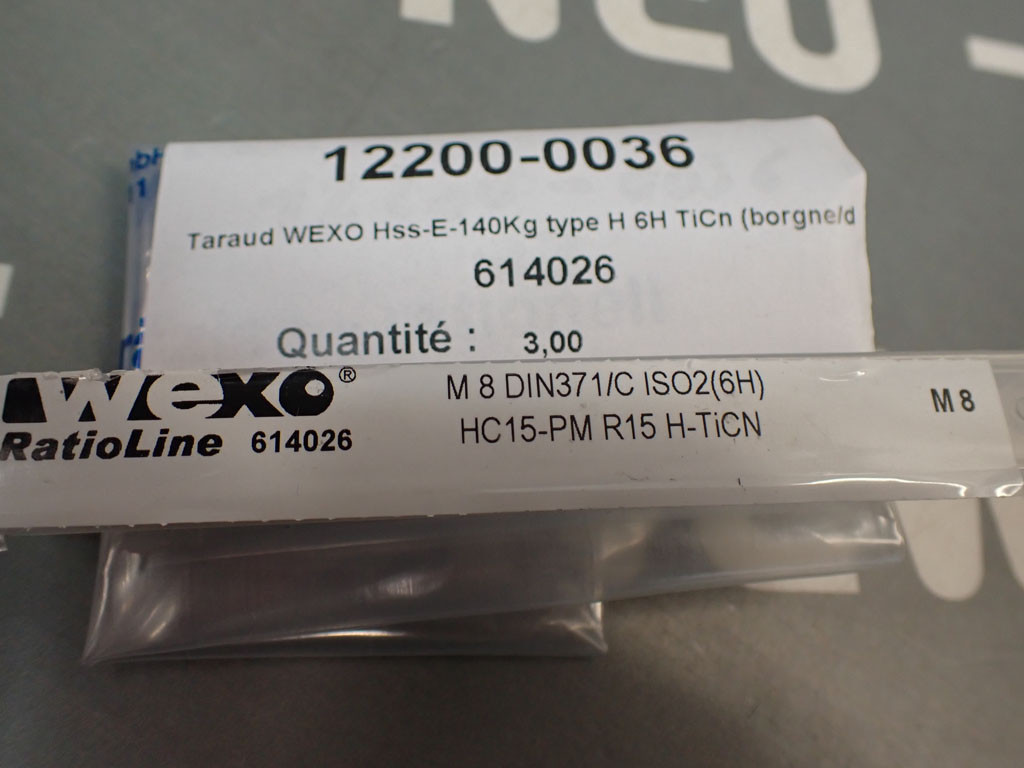 12200-0036
Taraud WEXO Hss-E-140Kg type H 6H TiCn (borgne/d
614026
Quantité : 3,00
wexo®
RatioLine 614026
M 8 DIN371/C ISO2(6H)
HC15-PM R15 H-TiCN
M 8